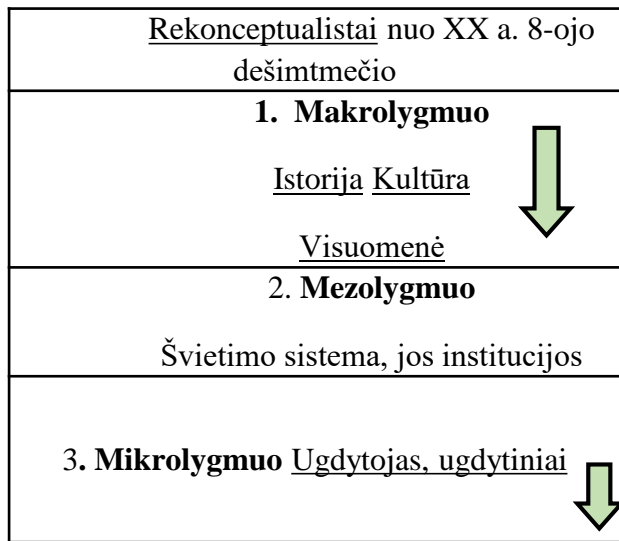 Rekonceptualistai nuo XX a. 8-ojo
dešimtmečio
1. Makrolygmuo
Istorija Kultūra
Visuomenė
2. Mezolygmuo
Švietimo sistema, jos institucijos
3. Mikrolygmuo Ugdytojas, ugdytiniai